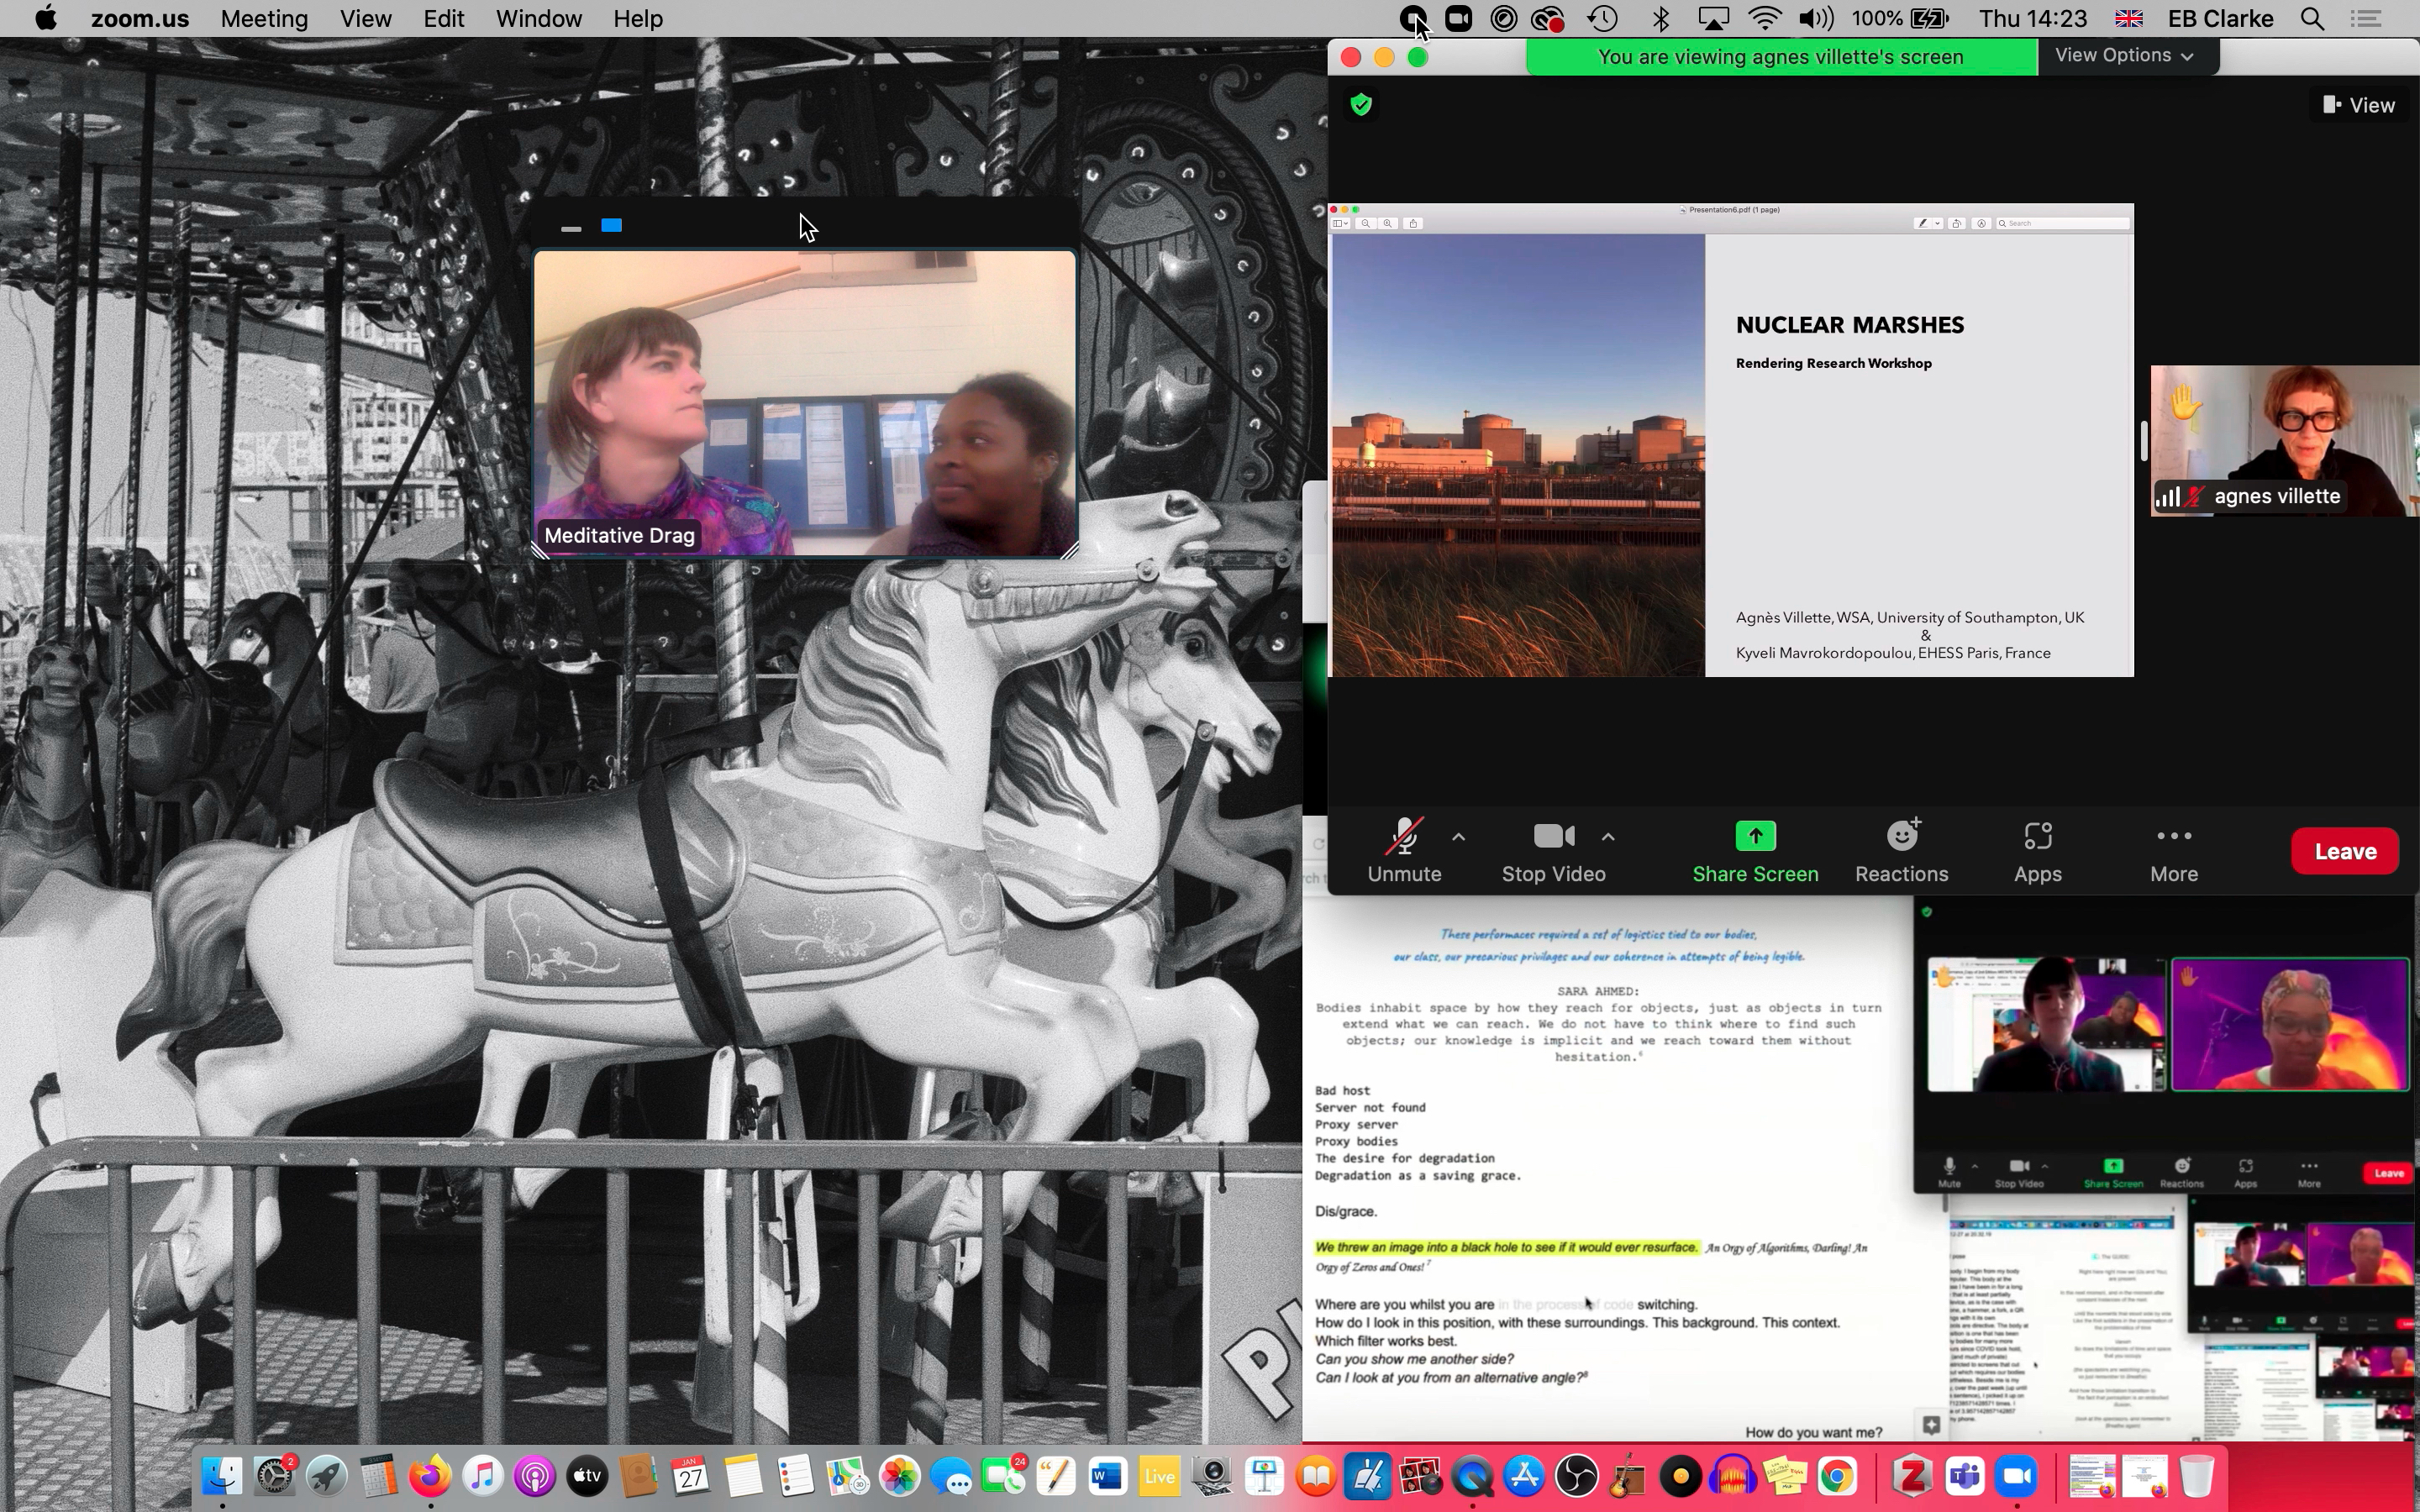 zoom.us Meeting View Edit Window Help
100% Thu 14:23 EB Clarke
You are viewing agnes villette's screen
View Options
View
Presentation6.pdf (1 page)
Search
NUCLEAR MARSHES
Rendering Research Workshop
Agnès Villette, WSA, University of Southampton, UK
&
Kyveli Mavrokordopoulou, EHESS Paris, France
agnes villette
Meditative Drag
Unmute Stop Video Share Screen Reactions Apps More Leave
These performaces required a set of logistics tied to our bodies,
our class, our precarious privilages and our coherence in attempts of being legible.
SARA AHMED:
Bodies inhabit space by how they reach for objects, just as objects in turn
extend what we can reach. We do not have to think where to find such
objects; our knowledge is implicit and we reach toward them without
hesitation.⁶
Bad host
Server not found
Proxy server
Proxy bodies
The desire for degradation
Degradation as a saving grace.
Dis/grace.
We threw an image into a black hole to see if it would ever resurface. An Orgy of Algorithms, Darling! An
Orgy of Zeros and Ones! ⁷
Where are you whilst you are in the process of code switching.
How do I look in this position, with these surroundings. This background. This context.
Which filter works best.
Can you show me another side?
Can I look at you from an alternative angle?⁸
How do you want me?
Mute Stop Video Share Screen Reactions Apps More Leave
The GUIDE:
JAN
27
2
24
tv
W
Live
Z
T